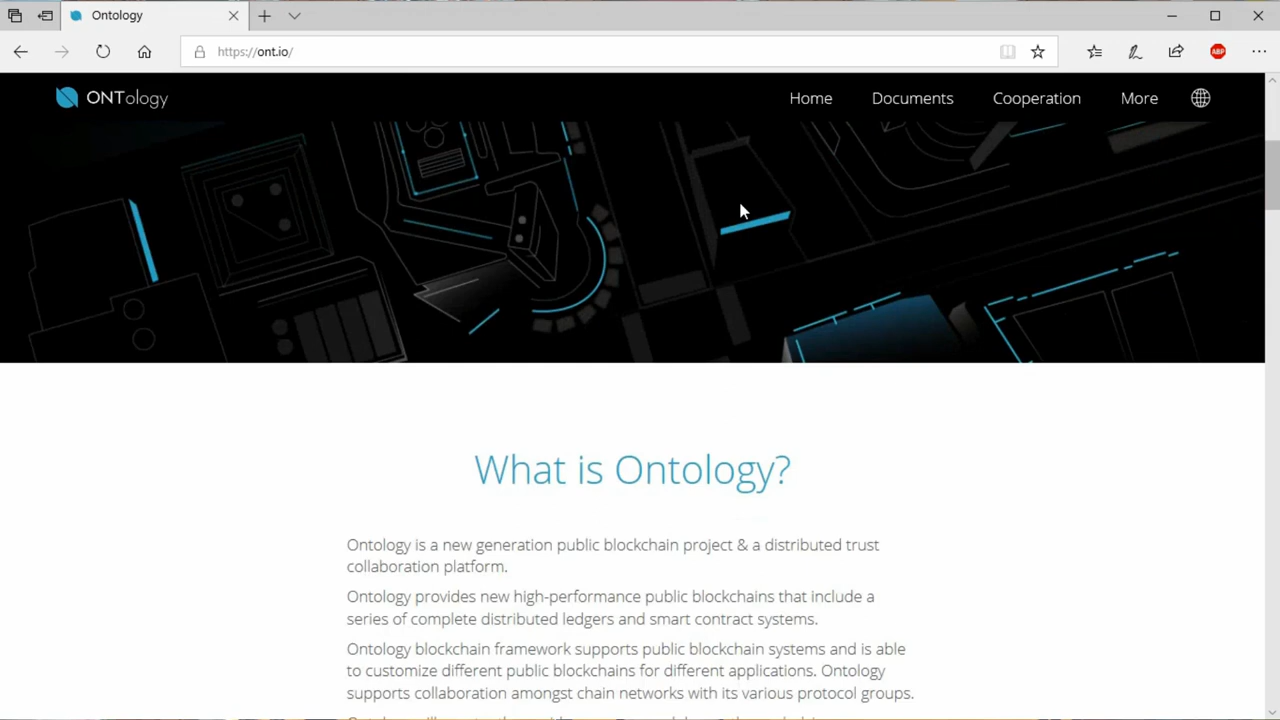 Ontology
https://ont.io/
ABP
ONTology
Home Documents Cooperation More
What is Ontology?
Ontology is a new generation public blockchain project & a distributed trust
collaboration platform.
Ontology provides new high-performance public blockchains that include a
series of complete distributed ledgers and smart contract systems.
Ontology blockchain framework supports public blockchain systems and is able
to customize different public blockchains for different applications. Ontology
supports collaboration amongst chain networks with its various protocol groups.